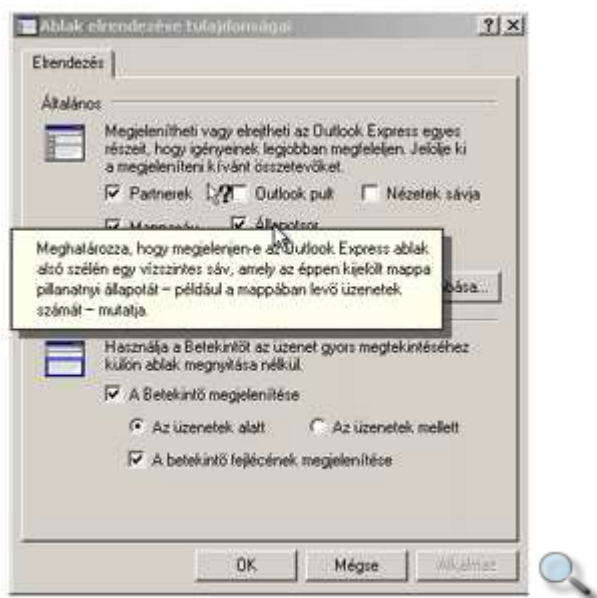 Ablak elrendezése tulajdonságai
Elrendezés
Általános
Megjelenítheti vagy elrejtheti az Outlook Express egyes
részeit, hogy igényeinek legjobban megfeleljen. Jelölje ki
a megjeleníteni kívánt összetevőket.
Partnerek Outlook pult Nézetek sávja
Mappasáv Állapotsor
Meghatározza, hogy megjelenjen-e az Outlook Express ablak
alsó szélén egy vízszintes sáv, amely az éppen kijelölt mappa
pillanatnyi állapotát – például a mappában levő üzenetek
számát – mutatja.
Használja a Betekintőt az üzenet gyors megtekintéséhez
külön ablak megnyitása nélkül.
A Betekintő megjelenítése
Az üzenetek alatt Az üzenetek mellett
A betekintő fejlécének megjelenítése
OK Mégse Alkalmaz